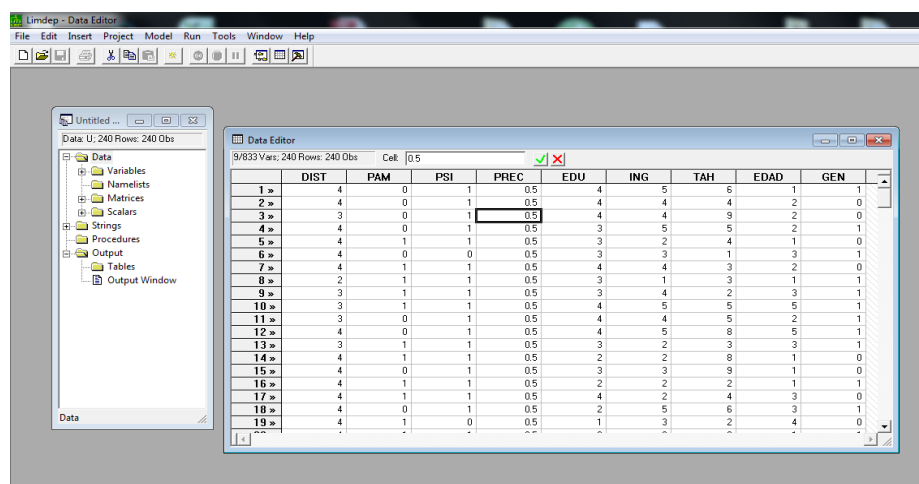 Limdep - Data Editor
File Edit Insert Project Model Run Tools Window Help
Untitled ...
Data: U; 240 Rows: 240 Obs
Data
Variables
Namelists
Matrices
Scalars
Strings
Procedures
Output
Tables
Output Window
Data
Data Editor
9/833 Vars; 240 Rows: 240 Obs Cell: 0.5
DIST PAM PSI PREC EDU ING TAH EDAD GEN
1 » 4 0 1 0.5 4 5 6 1 1
2 » 4 0 1 0.5 4 4 4 2 0
3 » 3 0 1 0.5 4 4 9 2 0
4 » 4 0 1 0.5 3 5 5 2 1
5 » 4 1 1 0.5 3 2 4 1 0
6 » 4 0 0 0.5 3 3 1 3 1
7 » 4 1 1 0.5 4 4 3 2 0
8 » 2 1 1 0.5 3 1 3 1 1
9 » 3 1 1 0.5 3 4 2 3 1
10 » 3 1 1 0.5 4 5 5 5 1
11 » 3 0 1 0.5 4 4 5 2 1
12 » 4 0 1 0.5 4 5 8 5 1
13 » 3 1 1 0.5 3 2 3 3 1
14 » 4 1 1 0.5 2 2 8 1 0
15 » 4 0 1 0.5 3 3 9 1 0
16 » 4 1 1 0.5 2 2 2 1 1
17 » 4 1 1 0.5 4 2 4 3 0
18 » 4 0 1 0.5 2 5 6 3 1
19 » 4 1 0 0.5 1 3 2 4 0